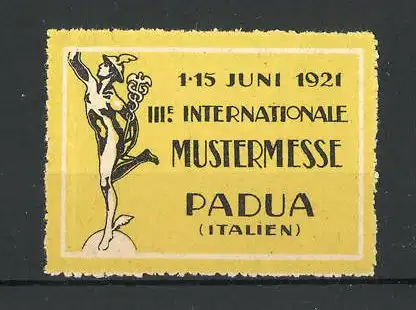 1-15 JUNI 1921
IIIE. INTERNATIONALE
MUSTERMESSE
PADUA
(ITALIEN)